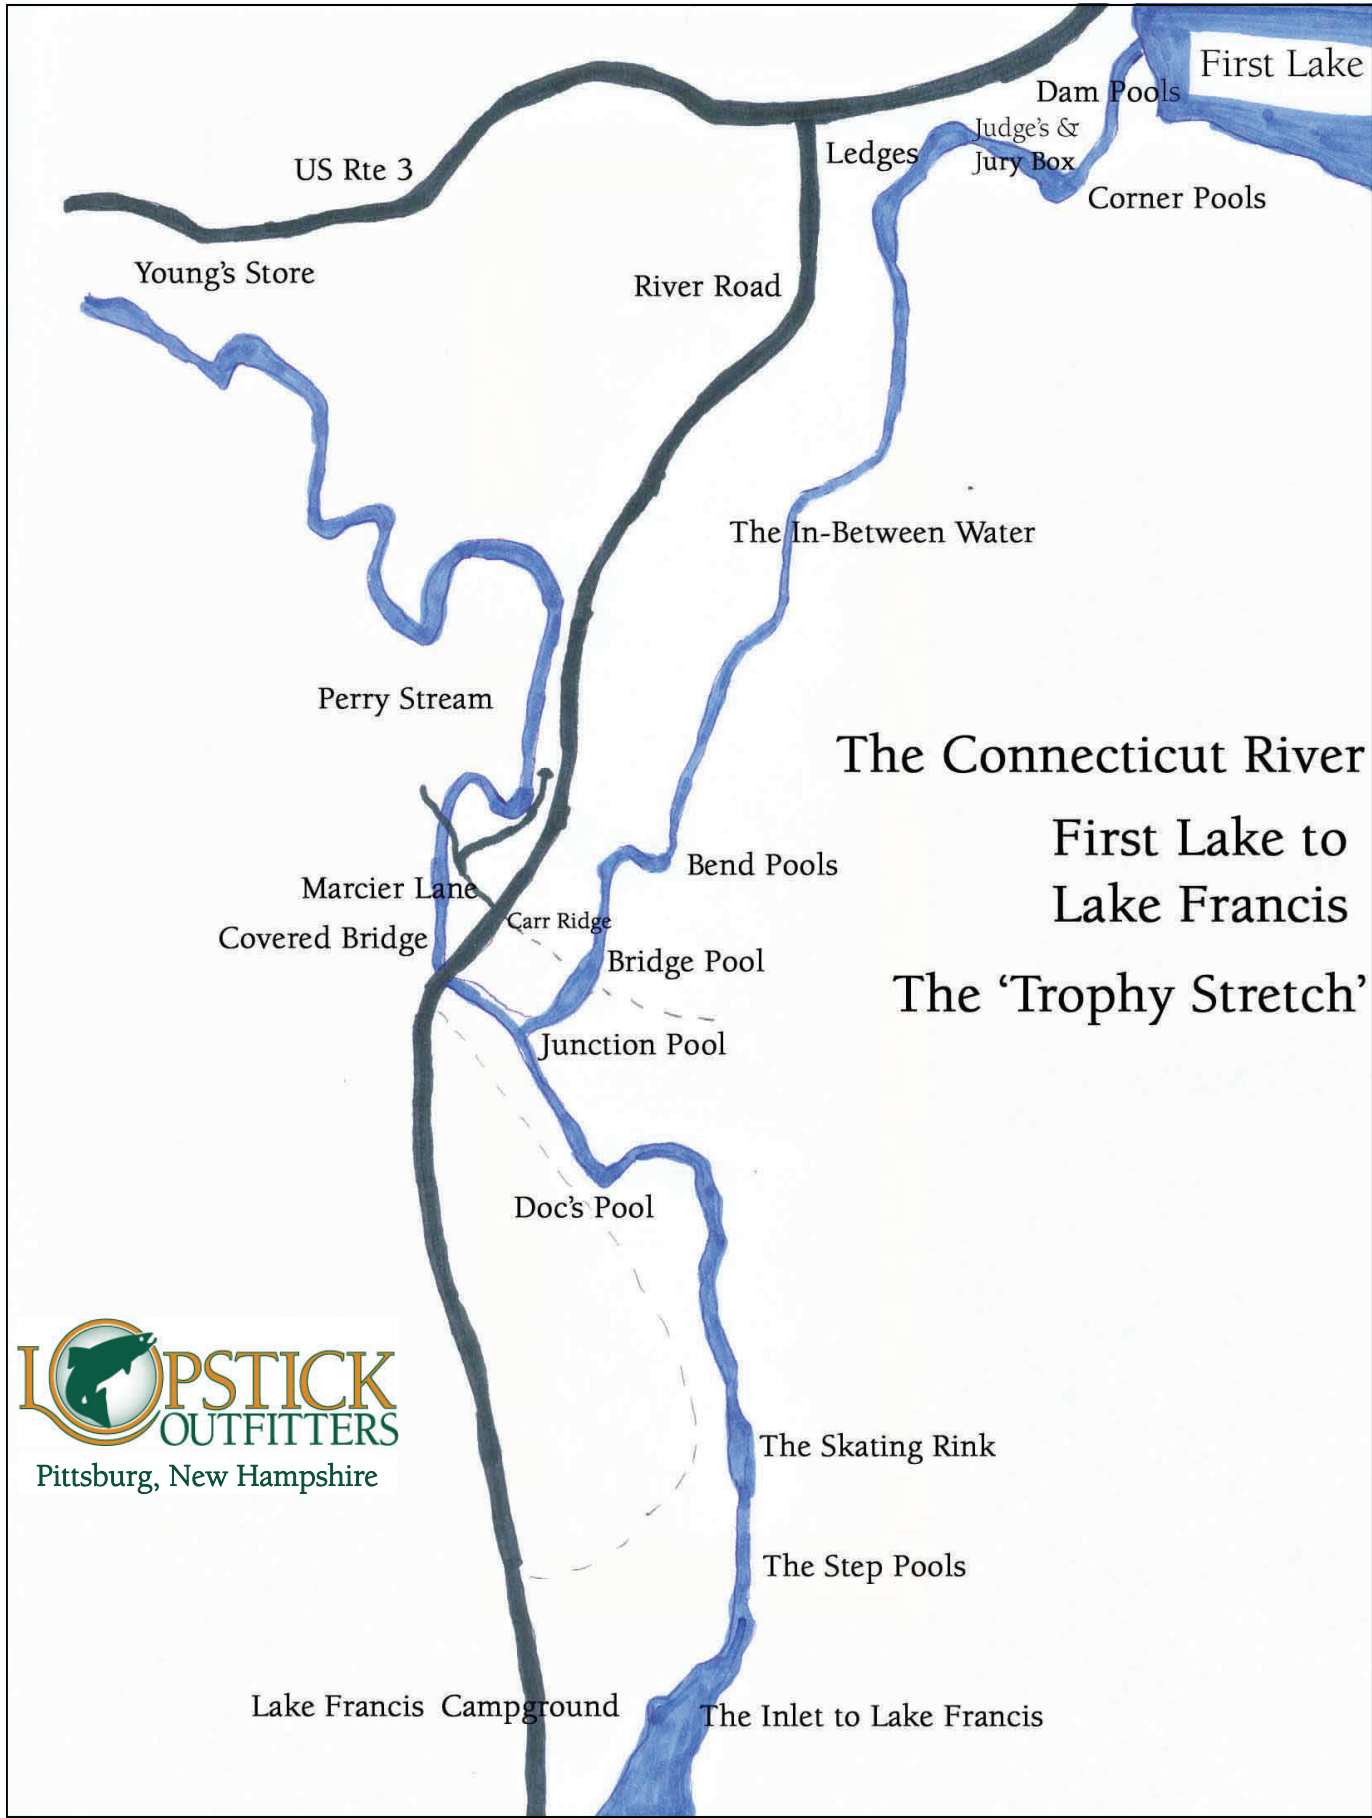 First Lake
Dam Pools
Judge's &
Jury Box
Ledges
US Rte 3
Corner Pools
Young's Store
River Road
The In-Between Water
Perry Stream
The Connecticut River
First Lake to
Lake Francis
The ‘Trophy Stretch’
Bend Pools
Marcier Lane
Carr Ridge
Covered Bridge
Bridge Pool
Junction Pool
Doc's Pool
LOPSTICK
OUTFITTERS
Pittsburg, New Hampshire
The Skating Rink
The Step Pools
Lake Francis Campground
The Inlet to Lake Francis